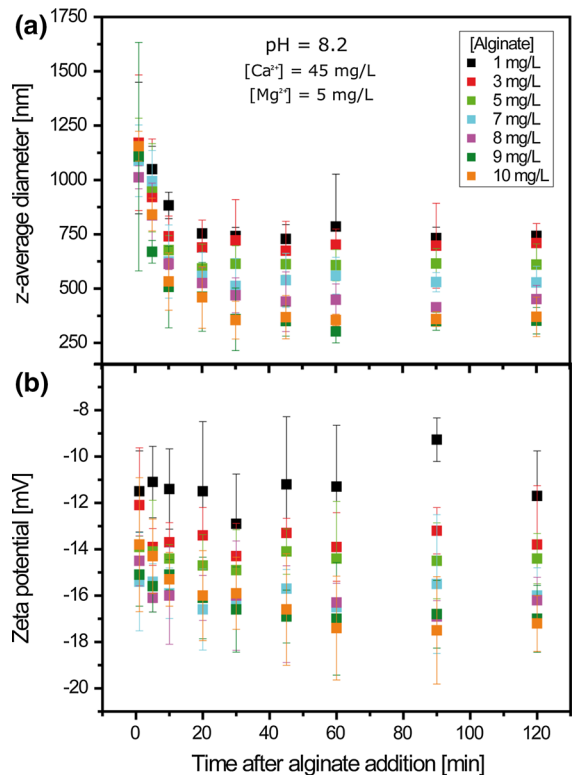 (a)
pH = 8.2
[Ca²⁺] = 45 mg/L
[Mg²⁺] = 5 mg/L
[Alginate]
1 mg/L
3 mg/L
5 mg/L
7 mg/L
8 mg/L
9 mg/L
10 mg/L
z-average diameter [nm]
1750
1500
1250
1000
750
500
250
(b)
Zeta potential [mV]
-8
-10
-12
-14
-16
-18
-20
0 20 40 60 80 100 120
Time after alginate addition [min]